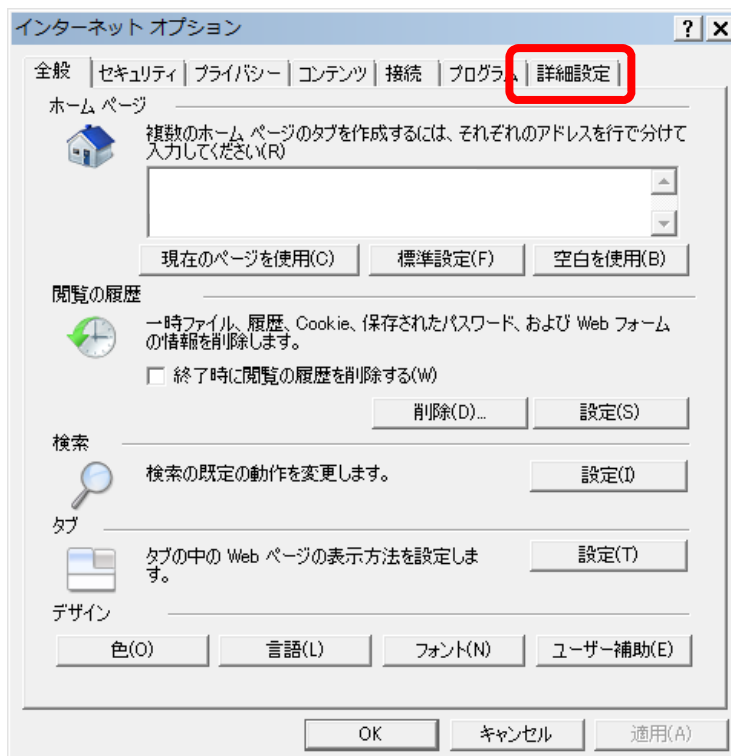 インターネット オプション
全般 セキュリティ プライバシー コンテンツ 接続 プログラム 詳細設定
ホーム ページ
複数のホーム ページのタブを作成するには、それぞれのアドレスを行で分けて
入力してください(R)
現在のページを使用(C) 標準設定(F) 空白を使用(B)
閲覧の履歴
一時ファイル、履歴、Cookie、保存されたパスワード、および Web フォーム
の情報を削除します。
終了時に閲覧の履歴を削除する(W)
削除(D)... 設定(S)
検索
検索の既定の動作を変更します。
設定(I)
タブ
タブの中の Web ページの表示方法を設定しま
す。
設定(T)
デザイン
色(O) 言語(L) フォント(N) ユーザー補助(E)
OK キャンセル 適用(A)